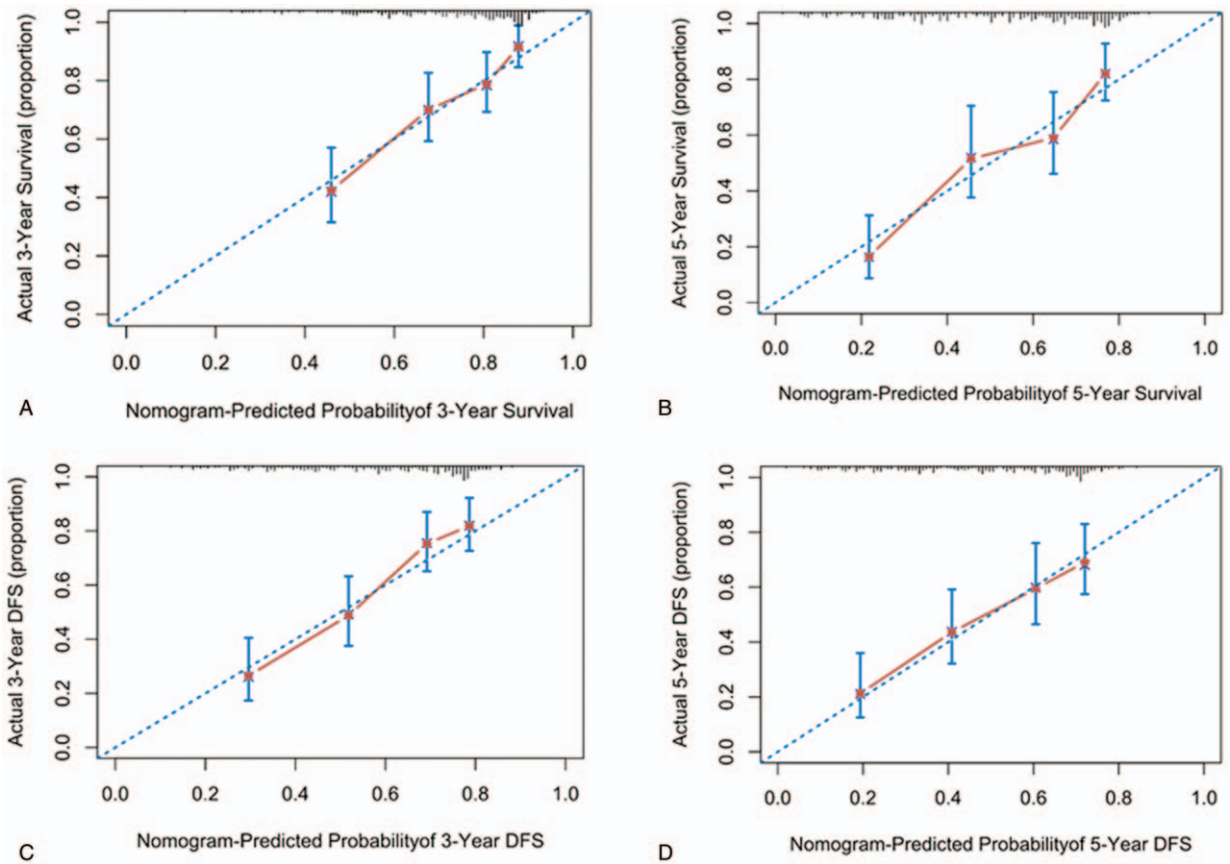 Actual 3-Year Survival (proportion)
1.0
0.8
0.6
0.4
0.2
0.0
0.0 0.2 0.4 0.6 0.8 1.0
Nomogram-Predicted Probabilityof 3-Year Survival
A
Actual 5-Year Survival (proportion)
1.0
0.8
0.6
0.4
0.2
0.0
0.0 0.2 0.4 0.6 0.8 1.0
Nomogram-Predicted Probabilityof 5-Year Survival
B
Actual 3-Year DFS (proportion)
1.0
0.8
0.6
0.4
0.2
0.0
0.0 0.2 0.4 0.6 0.8 1.0
Nomogram-Predicted Probabilityof 3-Year DFS
C
Actual 5-Year DFS (proportion)
1.0
0.8
0.6
0.4
0.2
0.0
0.0 0.2 0.4 0.6 0.8 1.0
Nomogram-Predicted Probabilityof 5-Year DFS
D